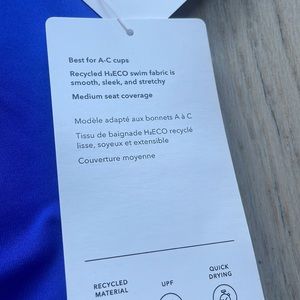 Best for A-C cups
Recycled H₂ECO swim fabric is
smooth, sleek, and stretchy
Medium seat coverage
Modèle adapté aux bonnets A à C
Tissu de baignade H₂ECO recyclé
lisse, soyeux et extensible
Couverture moyenne
RECYCLED
MATERIAL
UPF
QUICK
DRYING